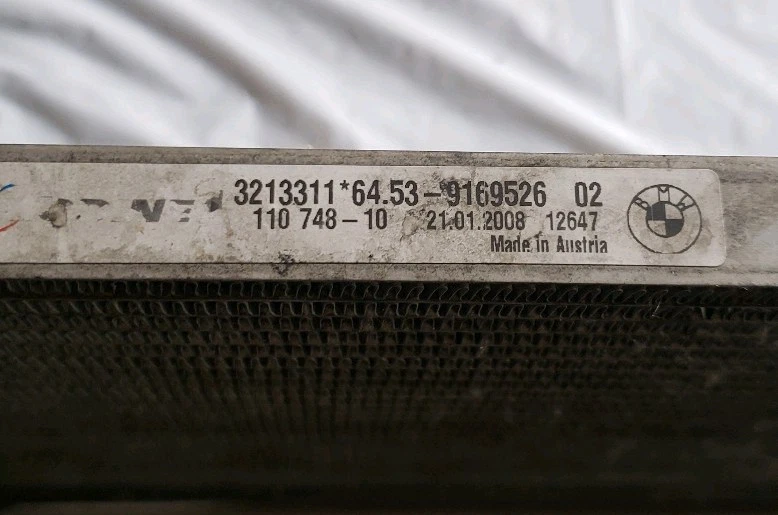 3213311*64.53-9169526 02
110 748-10 21.01.2008 12647
Made in Austria
BMW